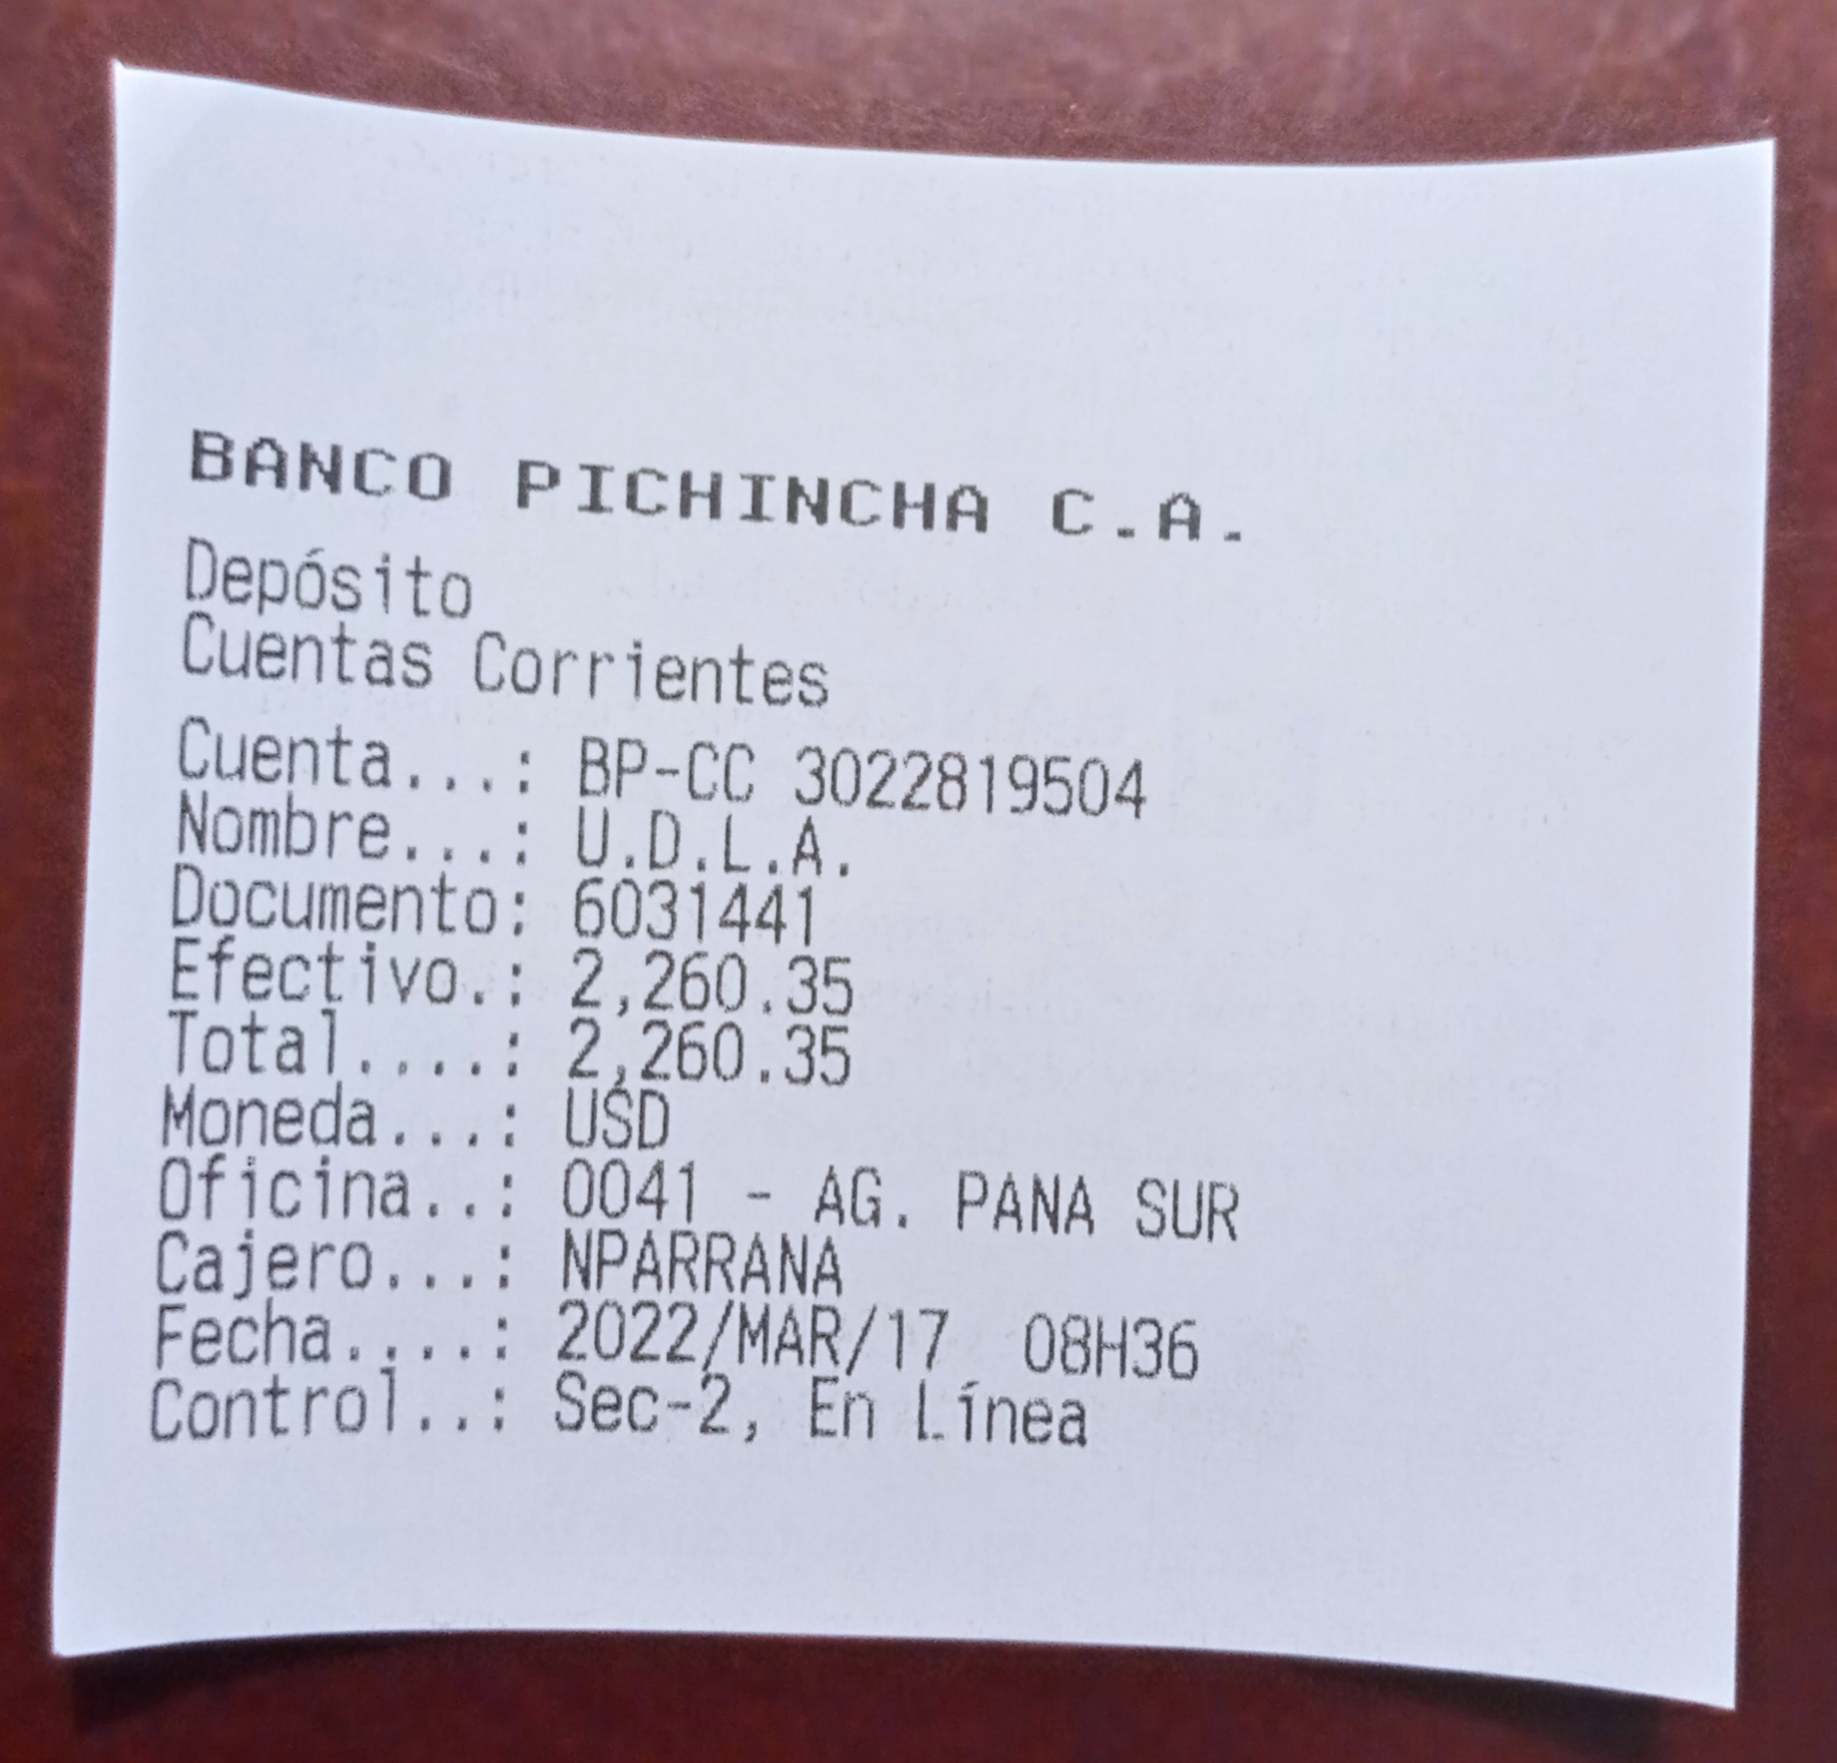 BANCO PICHINCHA C.A.
Depósito
Cuentas Corrientes
Cuenta...: BP-CC 3022819504
Nombre...: U.D.L.A.
Documento: 6031441
Efectivo.: 2,260.35
Total....: 2,260.35
Moneda...: USD
Oficina..: 0041 - AG. PANA SUR
Cajero...: NPARRANA
Fecha....: 2022/MAR/17  08H36
Control..: Sec-2, En Línea